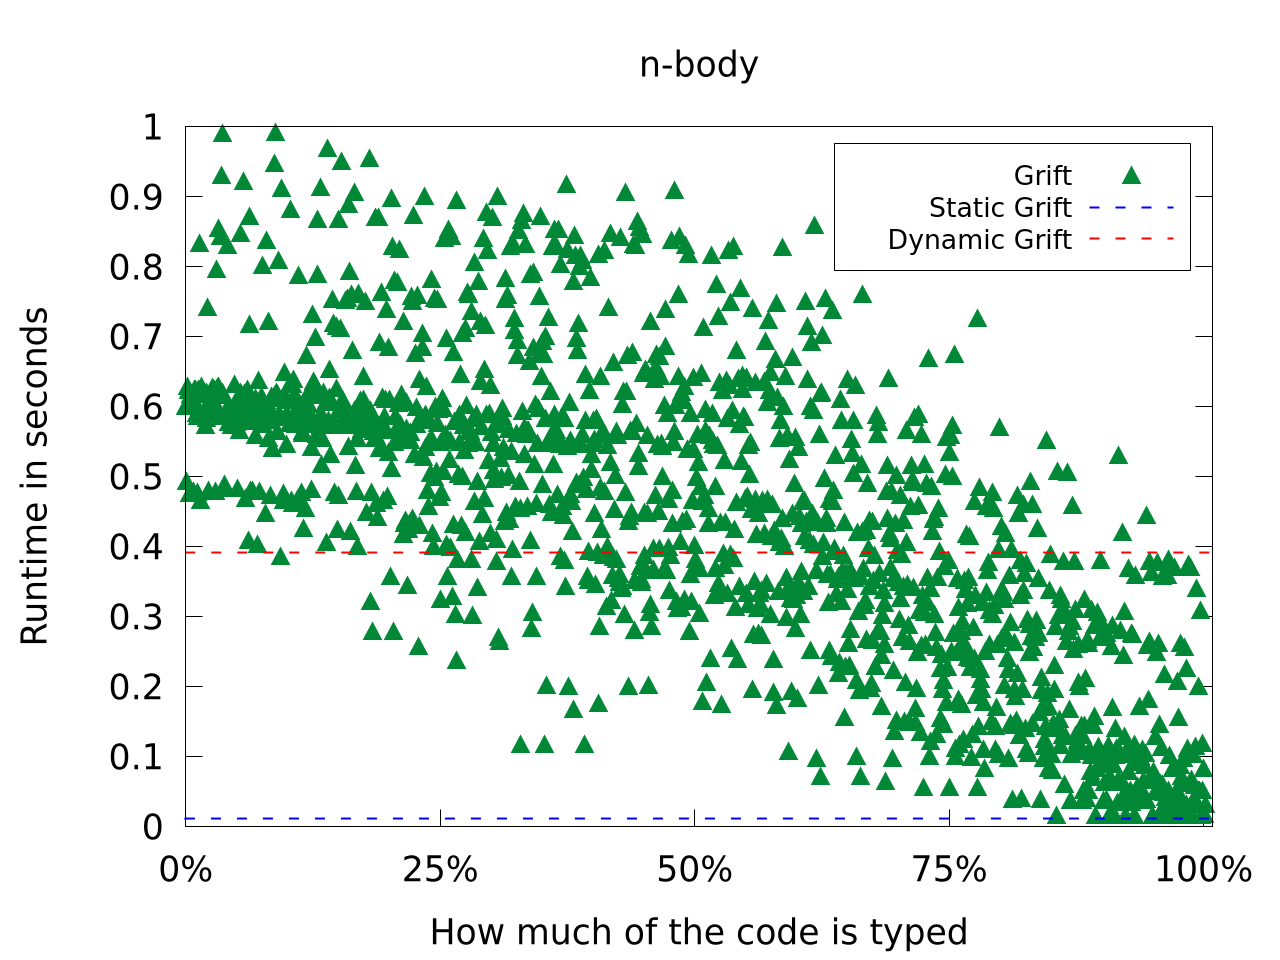 n-body
1
0.9
0.8
0.7
0.6
0.5
0.4
0.3
0.2
0.1
0
Runtime in seconds
Grift
Static Grift
Dynamic Grift
0% 25% 50% 75% 100%
How much of the code is typed